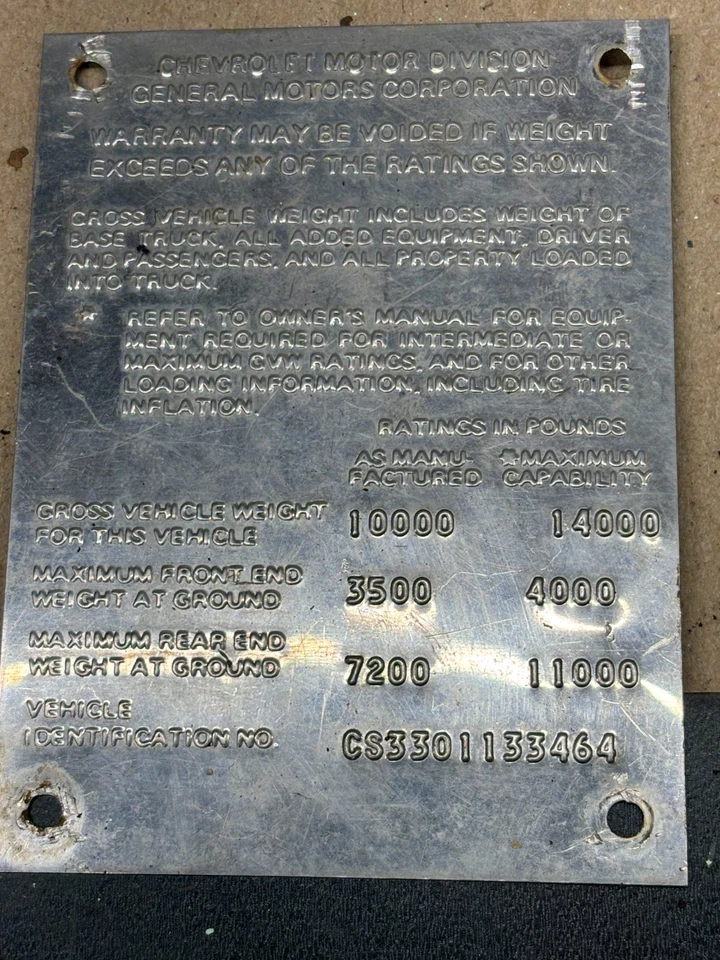 CHEVROLET MOTOR DIVISION
GENERAL MOTORS CORPORATION
WARRANTY MAY BE VOIDED IF WEIGHT
EXCEEDS ANY OF THE RATINGS SHOWN.
GROSS VEHICLE WEIGHT INCLUDES WEIGHT OF
BASE TRUCK, ALL ADDED EQUIPMENT, DRIVER
AND PASSENGERS, AND ALL PROPERTY LOADED
INTO TRUCK.
* REFER TO OWNER'S MANUAL FOR EQUIP-
MENT REQUIRED FOR INTERMEDIATE OR
MAXIMUM GVW RATINGS, AND FOR OTHER
LOADING INFORMATION, INCLUDING TIRE
INFLATION.
RATINGS IN POUNDS
AS MANU- *MAXIMUM
FACTURED CAPABILITY
GROSS VEHICLE WEIGHT
FOR THIS VEHICLE 10000 14000
MAXIMUM FRONT END
WEIGHT AT GROUND 3500 4000
MAXIMUM REAR END
WEIGHT AT GROUND 7200 11000
VEHICLE
IDENTIFICATION NO. CS3301133464